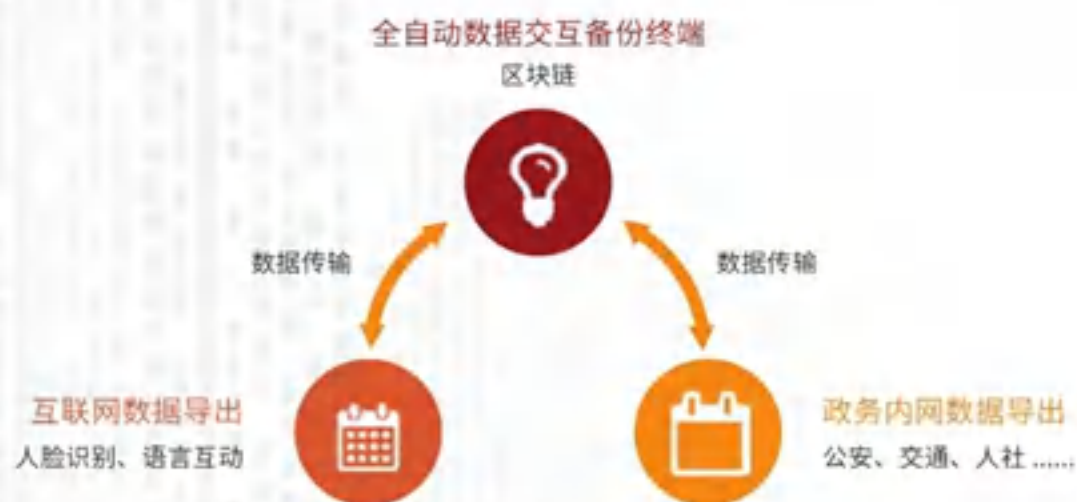 全自动数据交互备份终端
区块链
数据传输
数据传输
互联网数据导出
人脸识别、语言互动
政务内网数据导出
公安、交通、人社 ......